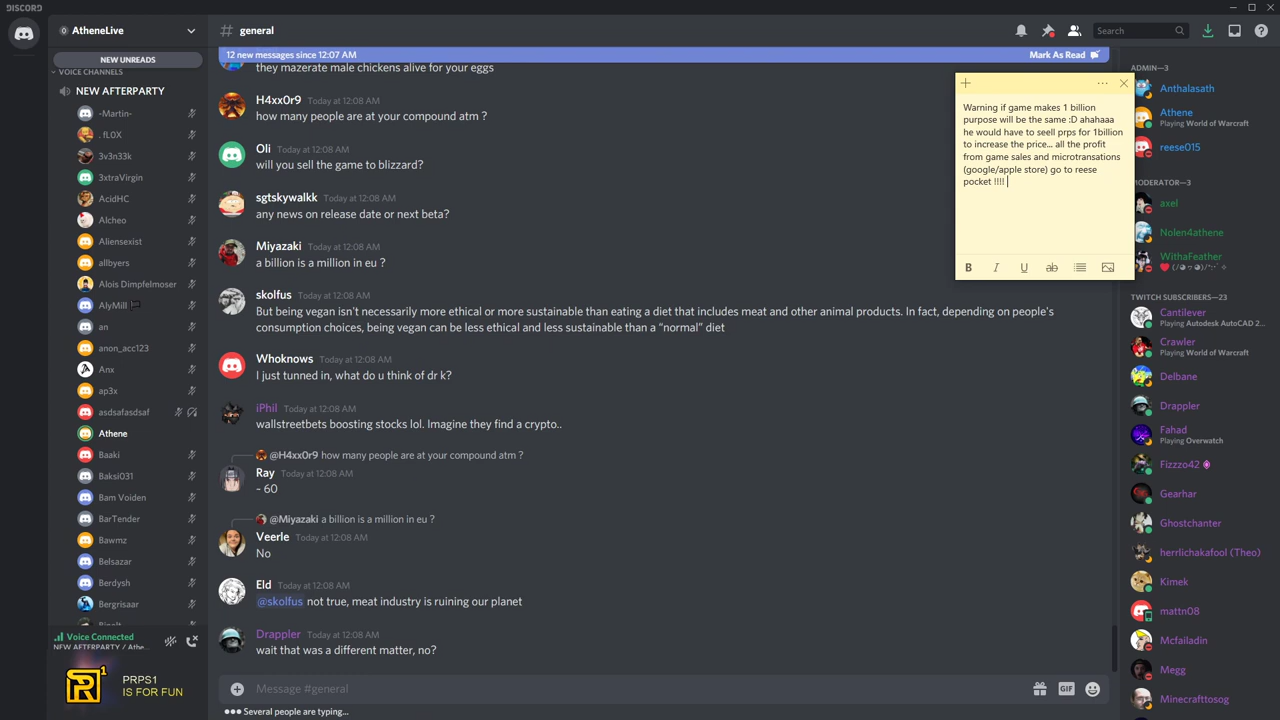 DISCORD
AtheneLive
general
Search
NEW UNREADS
VOICE CHANNELS
NEW AFTERPARTY
-Martin-
. fL0X
3v3n33k
3xtraVirgin
AcidHC
Alcheo
Aliensexist
allbyers
Alois Dimpfelmoser
AlyMill
an
anon_acc123
Anx
ap3x
asdsafasdsaf
Athene
Baaki
Baksi031
Bam Voiden
BarTender
Bawmz
Belsazar
Berdysh
Bergrisaar
Voice Connected
NEW AFTERPARTY / Athe...
PRPS1
IS FOR FUN
12 new messages since 12:07 AM
Mark As Read
they mazerate male chickens alive for your eggs
H4xx0r9 Today at 12:08 AM
how many people are at your compound atm ?
Oli Today at 12:08 AM
will you sell the game to blizzard?
sgtskywalkk Today at 12:08 AM
any news on release date or next beta?
Miyazaki Today at 12:08 AM
a billion is a million in eu ?
skolfus Today at 12:08 AM
But being vegan isn't necessarily more ethical or more sustainable than eating a diet that includes meat and other animal products. In fact, depending on people's
consumption choices, being vegan can be less ethical and less sustainable than a “normal” diet
Whoknows Today at 12:08 AM
I just tunned in, what do u think of dr k?
iPhil Today at 12:08 AM
wallstreetbets boosting stocks lol. Imagine they find a crypto..
@H4xx0r9 how many people are at your compound atm ?
Ray Today at 12:08 AM
~ 60
@Miyazaki a billion is a million in eu ?
Veerle Today at 12:08 AM
No
Eld Today at 12:08 AM
@skolfus not true, meat industry is ruining our planet
Drappler Today at 12:08 AM
wait that was a different matter, no?
Message #general
GIF
Several people are typing...
Warning if game makes 1 billion
purpose will be the same :D ahahaaa
he would have to seell prps for 1billion
to increase the price... all the profit
from game sales and microtransations
(google/apple store) go to reese
pocket !!!!
B I U ab
ADMIN—3
Anthalasath
Athene
Playing World of Warcraft
reese015
MODERATOR—3
axel
Nolen4athene
WithaFeather
TWITCH SUBSCRIBERS—23
Cantilever
Playing Autodesk AutoCAD 2...
Crawler
Playing World of Warcraft
Delbane
Drappler
Fahad
Playing Overwatch
Fizzzo42
Gearhar
Ghostchanter
herrlichakafool (Theo)
Kimek
mattn08
Mcfailadin
Megg
Minecrafttosog